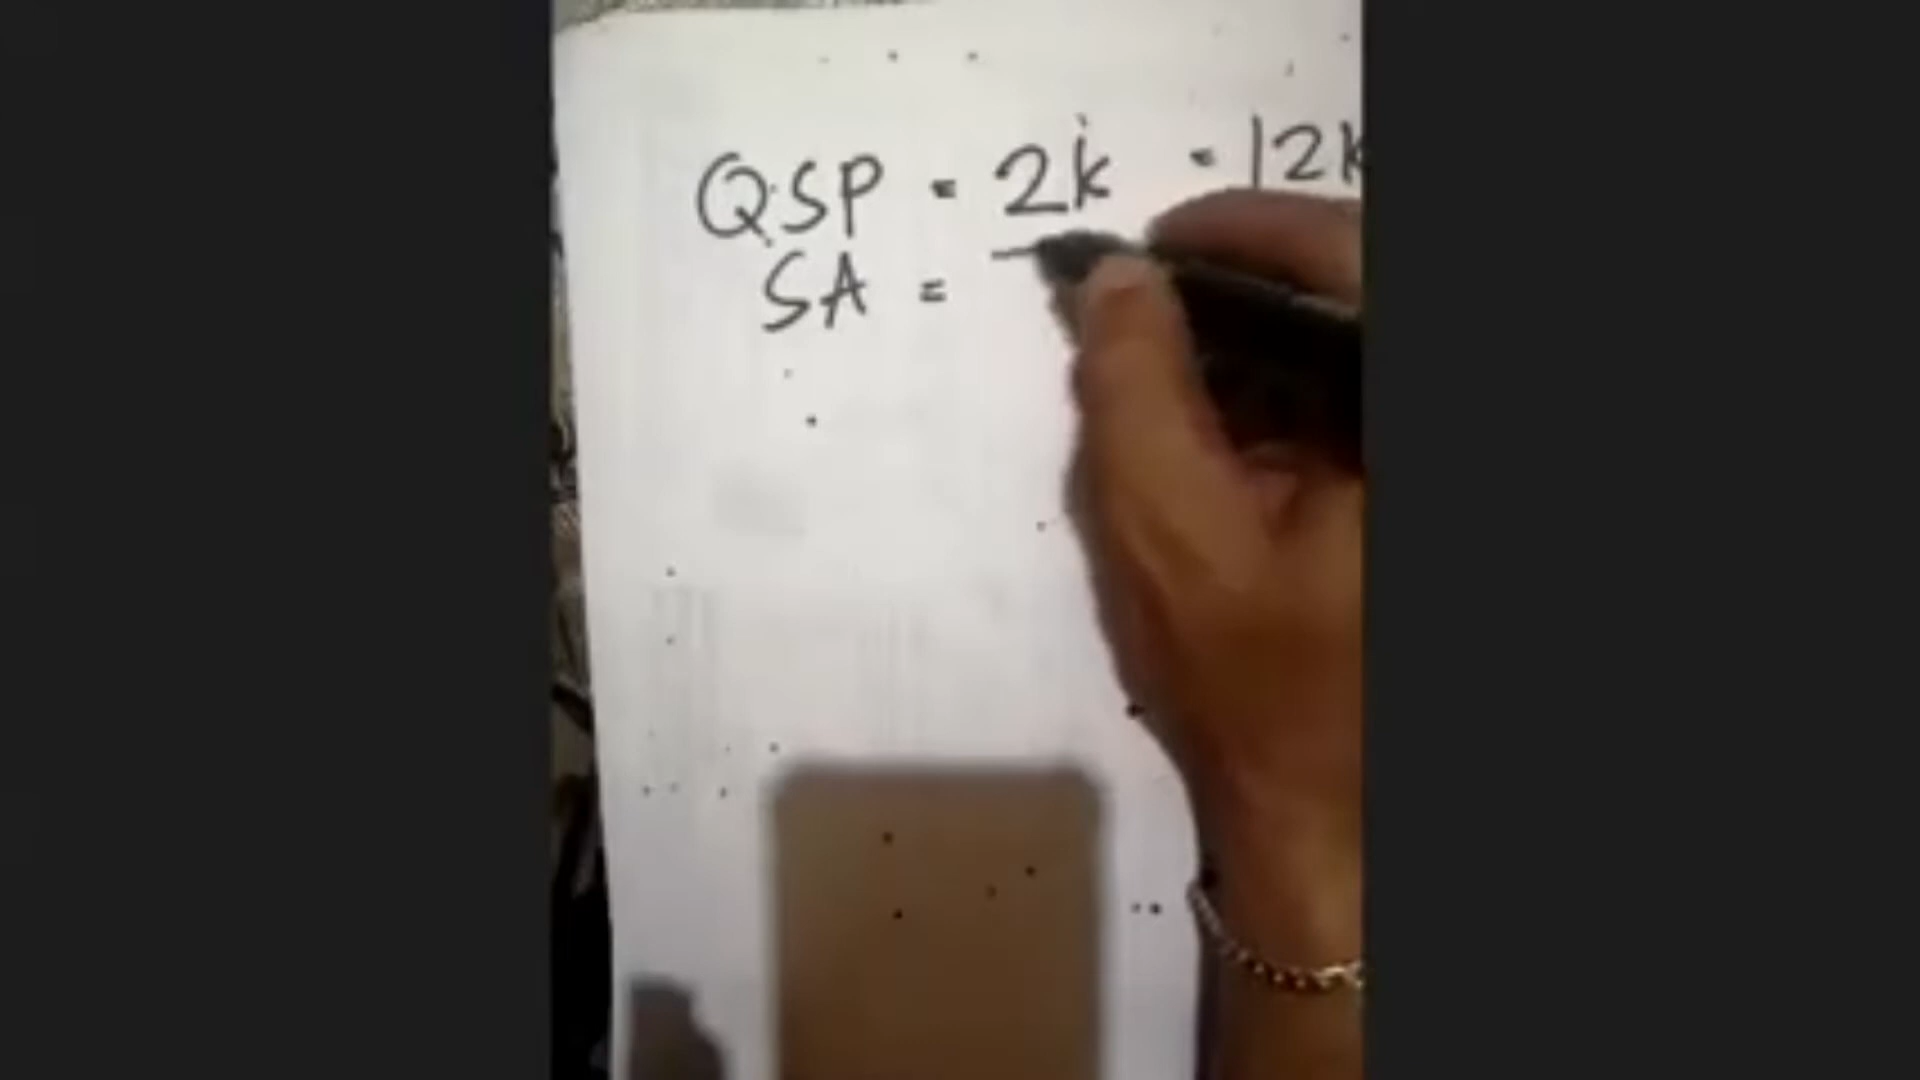 QSP = 2k = 12k
SA =